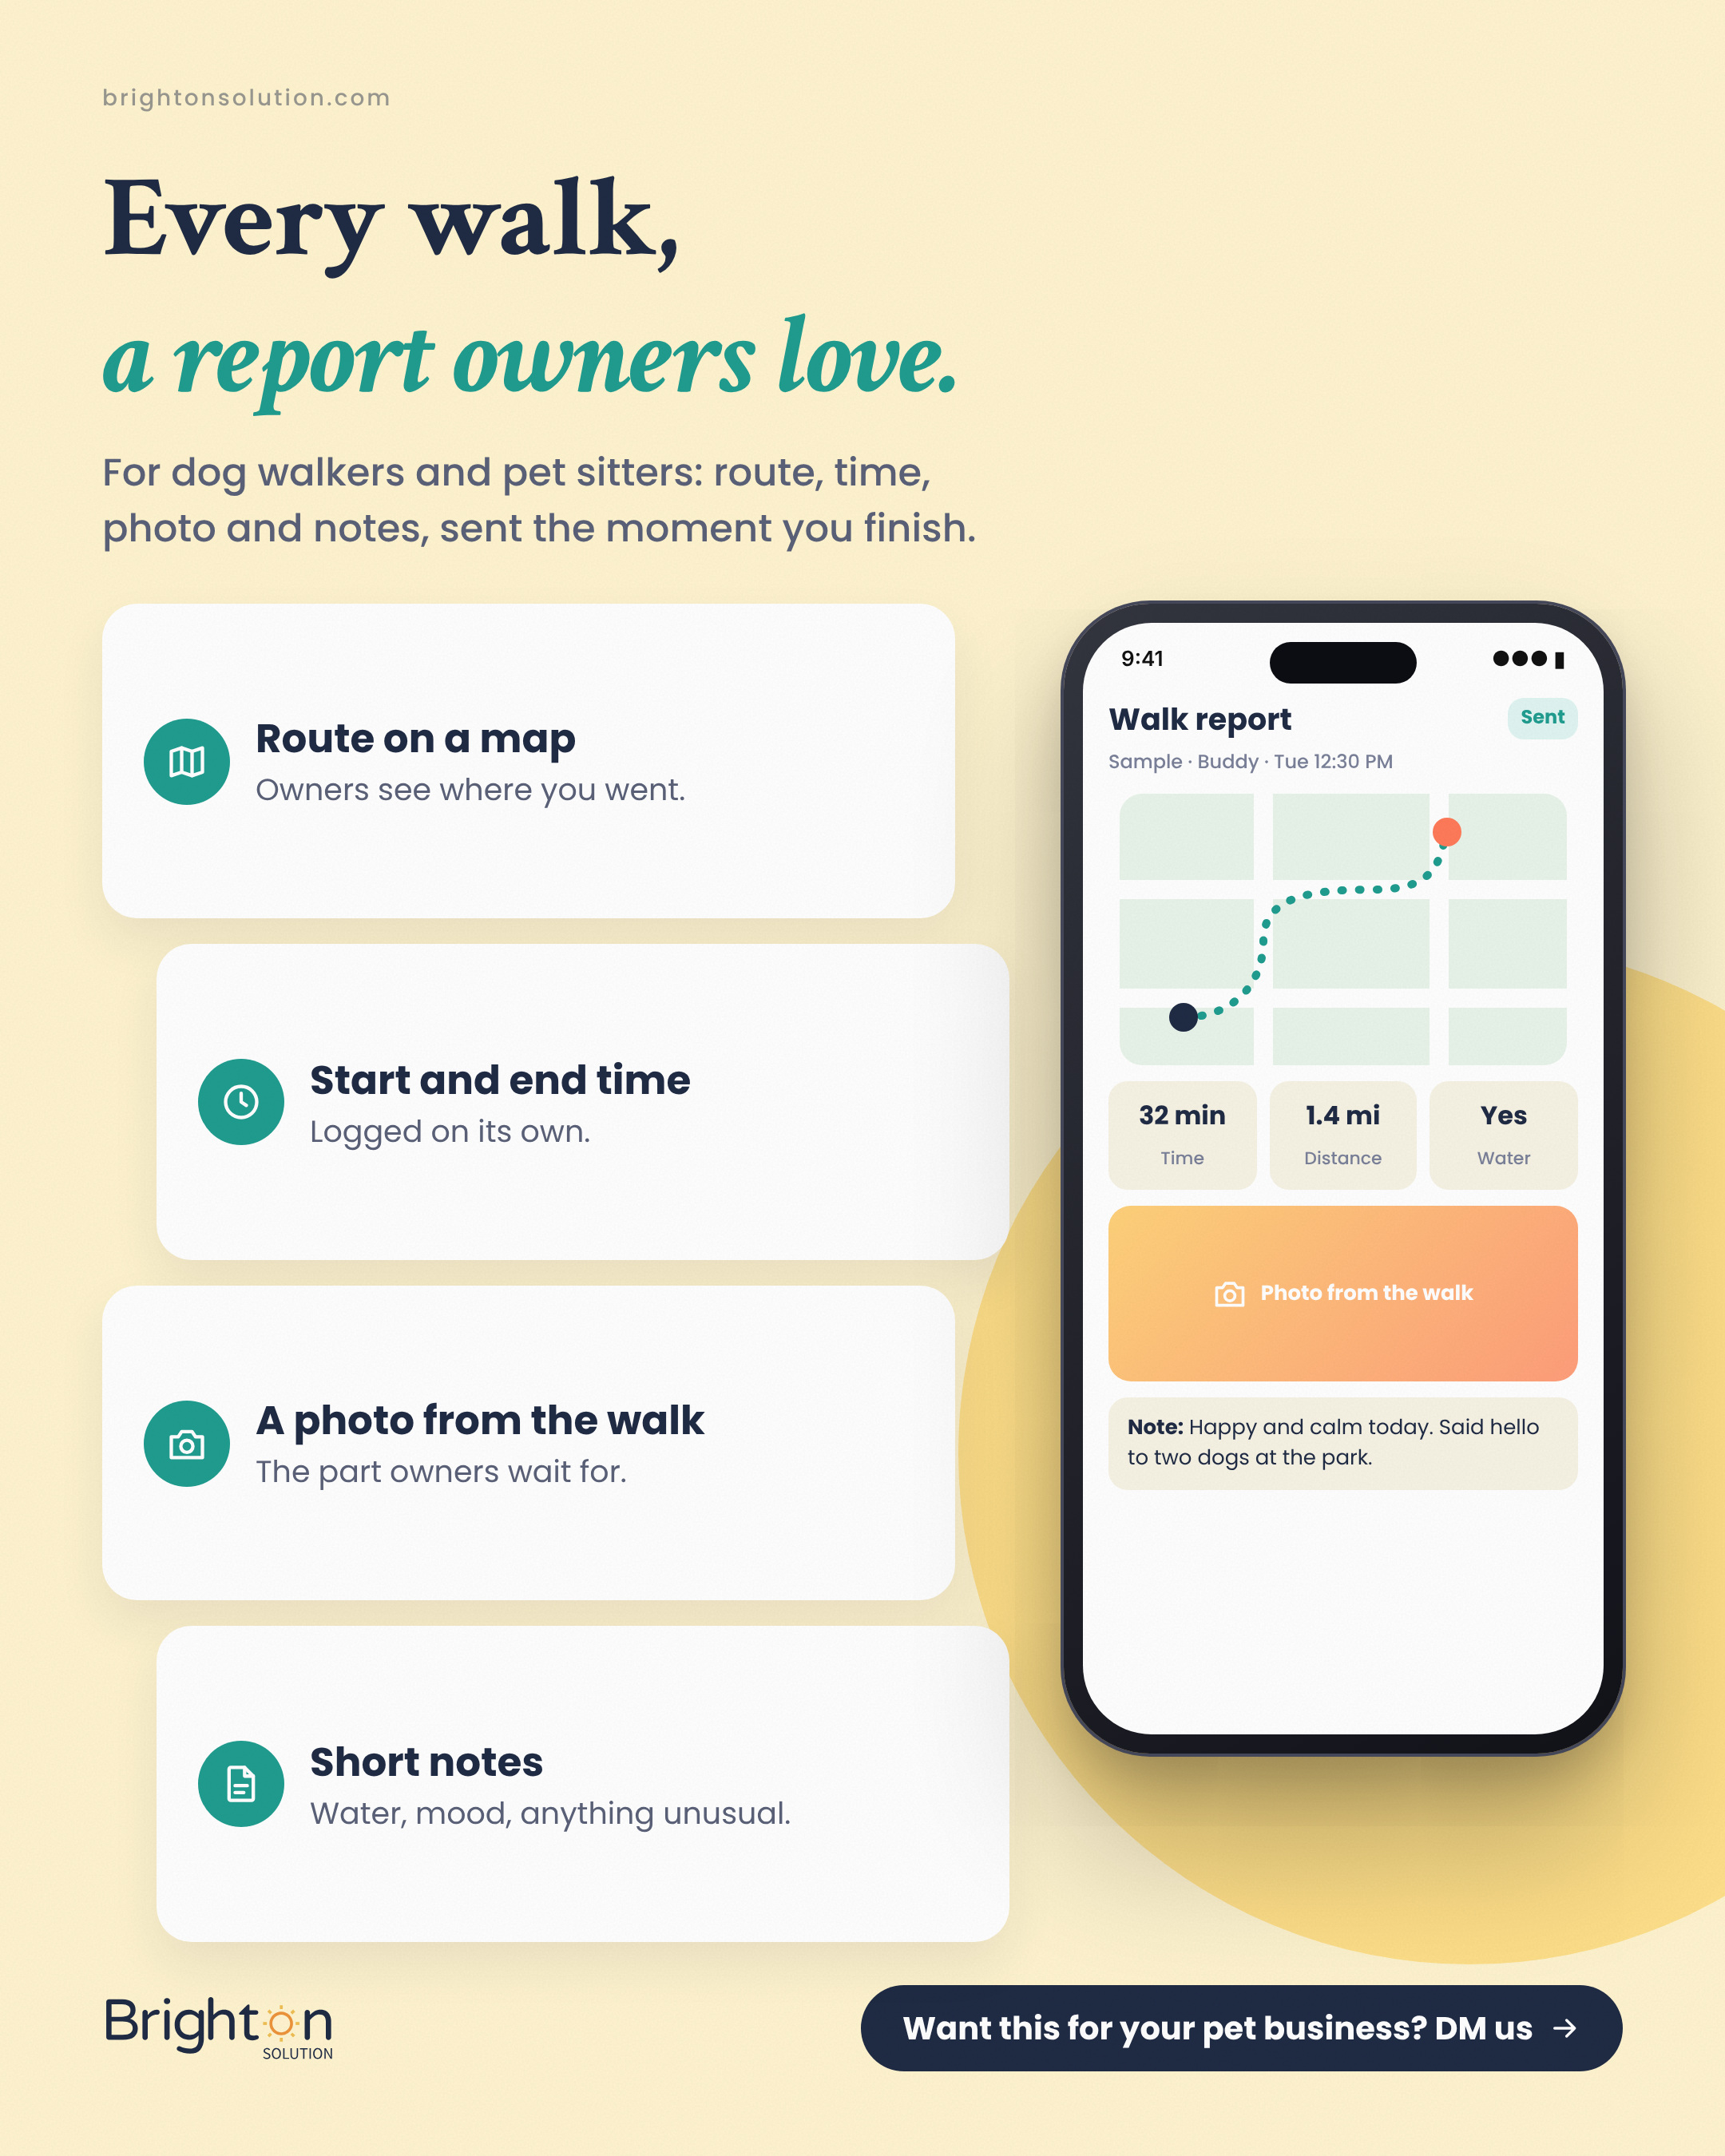 brightonsolution.com
Every walk,
a report owners love.
For dog walkers and pet sitters: route, time,
photo and notes, sent the moment you finish.
Route on a map
Owners see where you went.
Start and end time
Logged on its own.
A photo from the walk
The part owners wait for.
Short notes
Water, mood, anything unusual.
9:41
Walk report
Sent
Sample · Buddy · Tue 12:30 PM
32 min
Time
1.4 mi
Distance
Yes
Water
Photo from the walk
Note: Happy and calm today. Said hello
to two dogs at the park.
Brighton
SOLUTION
Want this for your pet business? DM us →